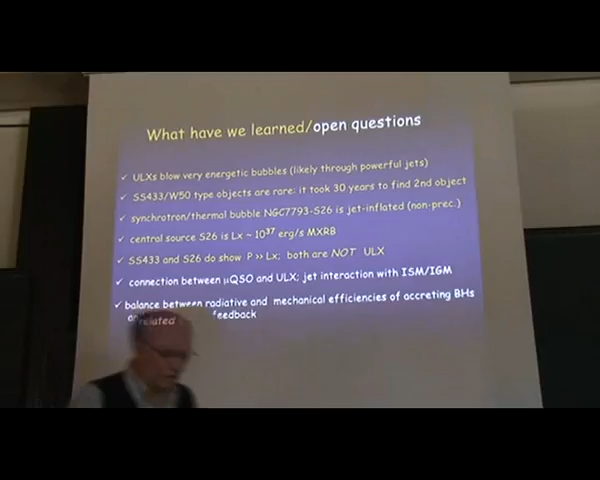 What have we learned/open questions
✓ ULXs blow very energetic bubbles (likely through powerful jets)
✓ SS433/W50 type objects are rare: it took 30 years to find 2nd object
✓ synchrotron/thermal bubble NGC7793-S26 is jet-inflated (non-prec.)
✓ central source S26 is Lx ~ 10³⁷ erg/s MXRB
✓ SS433 and S26 do show P >> Lx; both are NOT ULX
✓ connection between µQSO and ULX; jet interaction with ISM/IGM
✓ balance between radiative and mechanical efficiencies of accreting BHs
related feedback